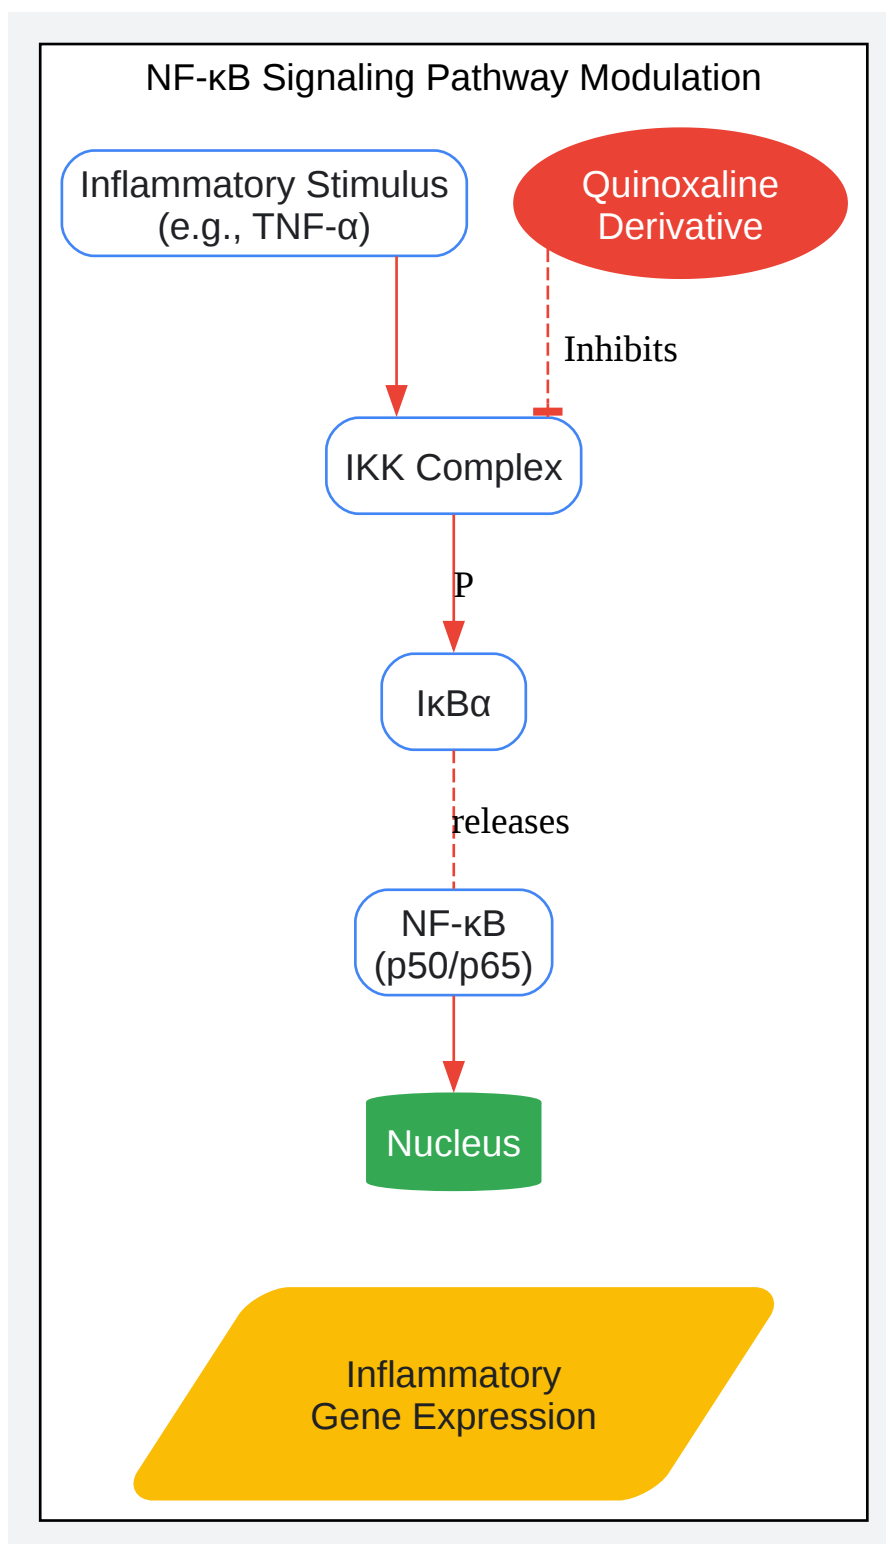 NF-κB Signaling Pathway Modulation
Inflammatory Stimulus
(e.g., TNF-α)
Quinoxaline
Derivative
Inhibits
IKK Complex
P
IκBα
releases
NF-κB
(p50/p65)
Nucleus
Inflammatory
Gene Expression